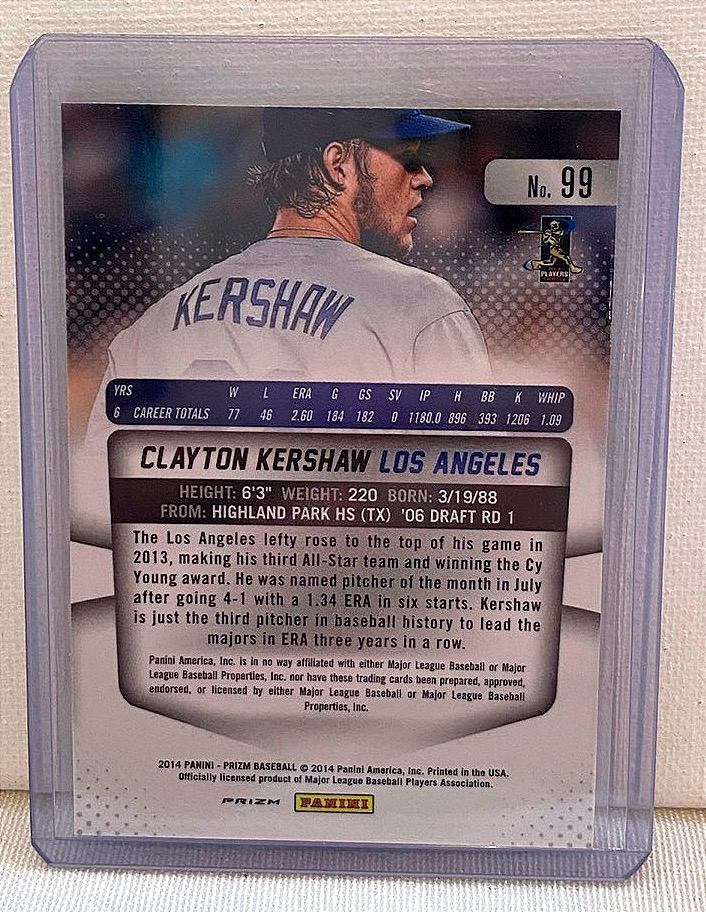 No. 99
PLAYERS
KERSHAW
YRS W L ERA G GS SV IP H BB K WHIP
6 CAREER TOTALS 77 46 2.60 184 182 0 1180.0 896 393 1206 1.09
CLAYTON KERSHAW LOS ANGELES
HEIGHT: 6'3" WEIGHT: 220 BORN: 3/19/88
FROM: HIGHLAND PARK HS (TX) '06 DRAFT RD 1
The Los Angeles lefty rose to the top of his game in
2013, making his third All-Star team and winning the Cy
Young award. He was named pitcher of the month in July
after going 4-1 with a 1.34 ERA in six starts. Kershaw
is just the third pitcher in baseball history to lead the
majors in ERA three years in a row.
Panini America, Inc. is in no way affiliated with either Major League Baseball or Major
League Baseball Properties, Inc. nor have these trading cards been prepared, approved,
endorsed, or licensed by either Major League Baseball or Major League Baseball
Properties, Inc.
2014 PANINI - PRIZM BASEBALL © 2014 Panini America, Inc. Printed in the USA.
Officially licensed product of Major League Baseball Players Association.
PRIZM PANINI